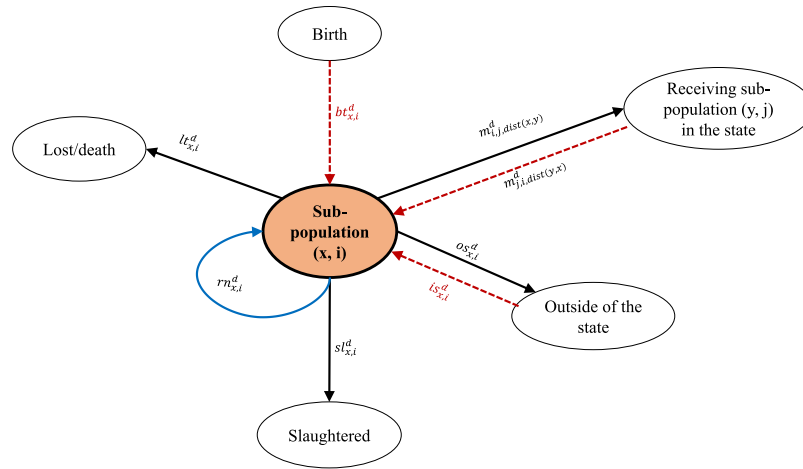 Birth
bt^d_{x,i}
Receiving sub-
population (y, j)
in the state
m^d_{i,j,dist(x,y)}
m^d_{j,i,dist(y,x)}
Lost/death
lt^d_{x,i}
Sub-
population
(x, i)
os^d_{x,i}
is^d_{x,i}
rn^d_{x,i}
Outside of the
state
sl^d_{x,i}
Slaughtered